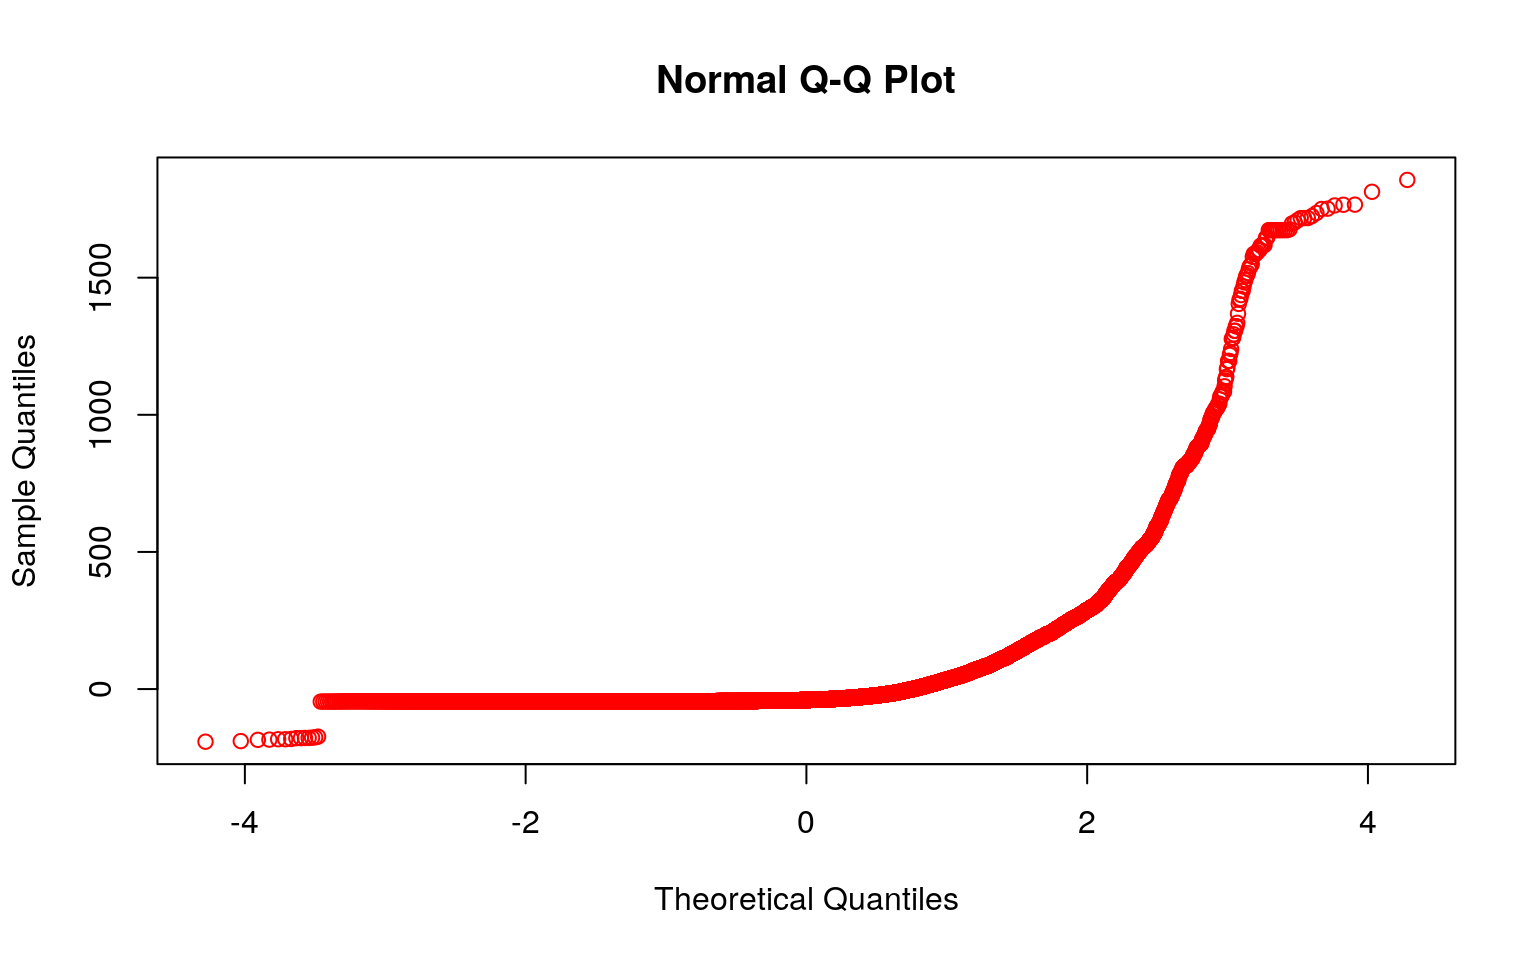 Normal Q-Q Plot
Sample Quantiles
1500
1000
500
0
-4 -2 0 2 4
Theoretical Quantiles